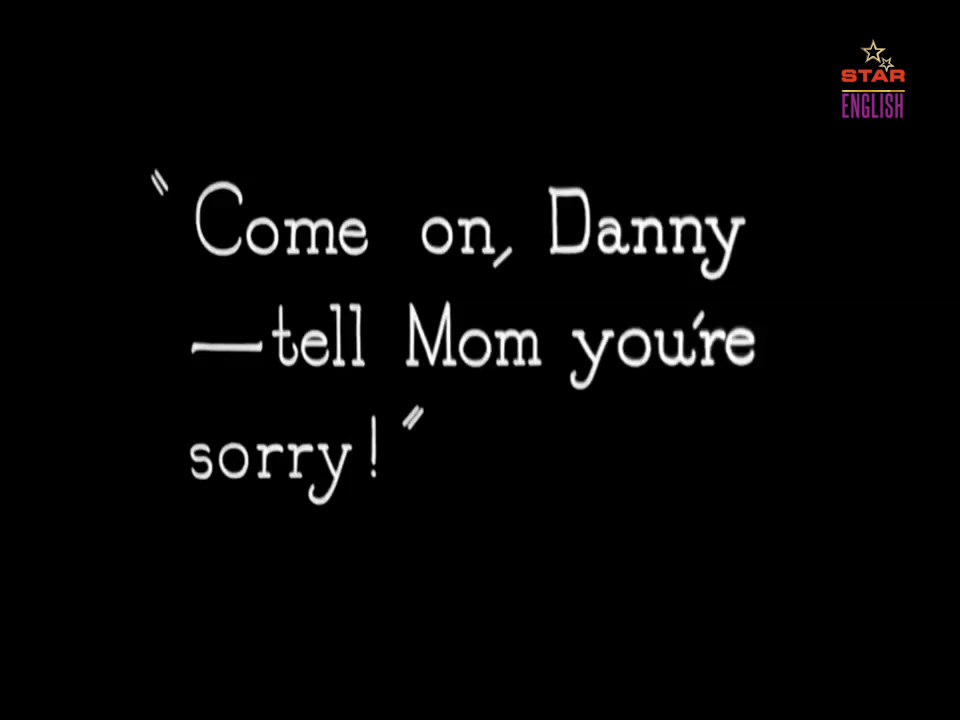 STAR
ENGLISH
"Come on, Danny
—tell Mom you're
sorry!"